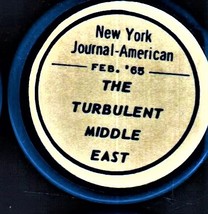 New York
Journal-American
FEB. '65
THE
TURBULENT
MIDDLE
EAST